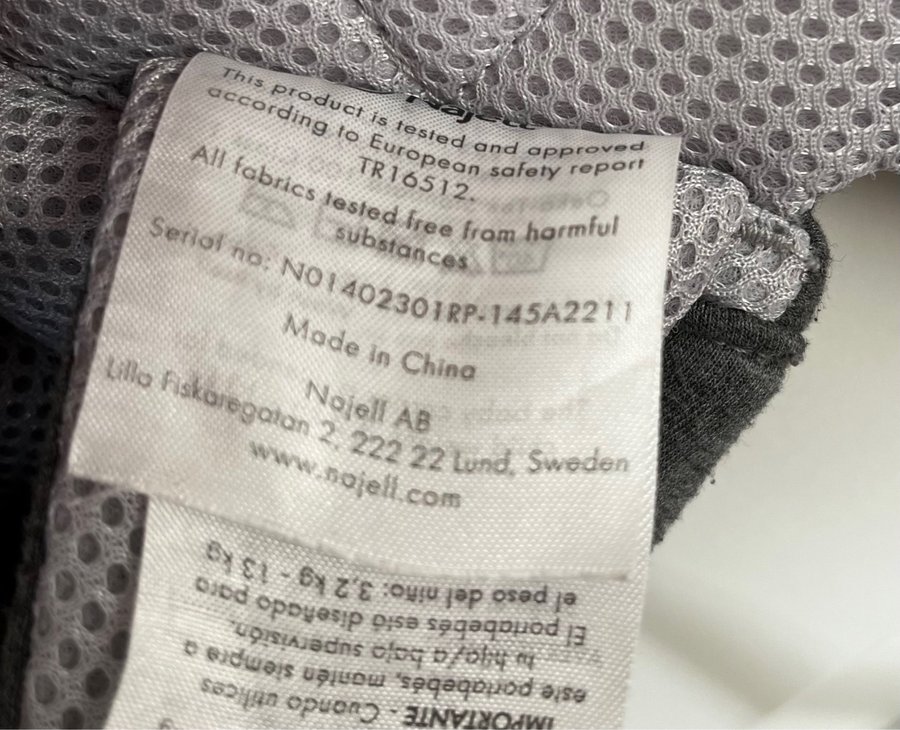 Najell
This product is tested and approved
according to European safety report
TR16512.
All fabrics tested free from harmful
substances
Serial no: N01402301RP-145A2211
Made in China
Najell AB
Lilla Fiskaregatan 2, 222 22 Lund, Sweden
www.najell.com
IMPORTANTE - Cuando utilices
este portabebés, mantén siempre a
tu hijo/a bajo supervisión.
El portabebés está diseñado para
el peso del niño: 3,2 kg - 13 kg